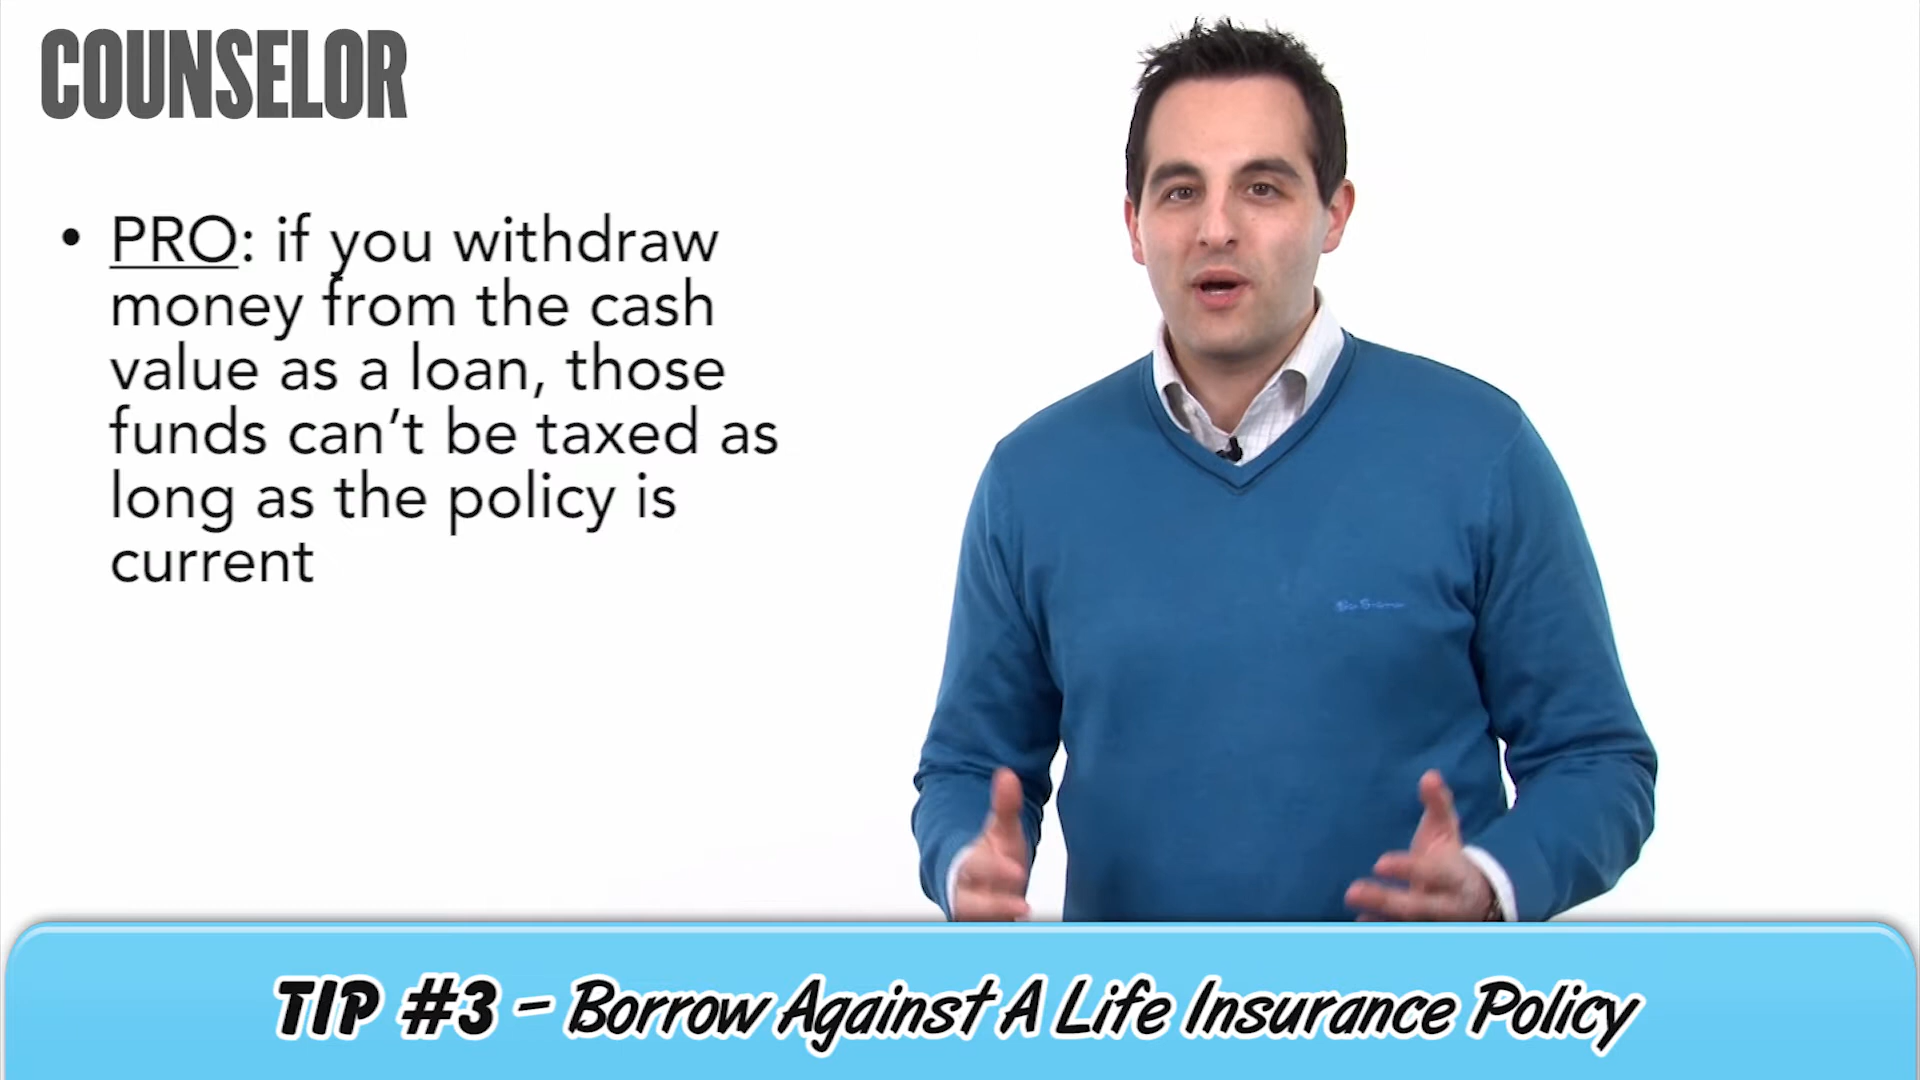 COUNSELOR
• PRO: if you withdraw
money from the cash
value as a loan, those
funds can’t be taxed as
long as the policy is
current
TIP #3 – Borrow Against A Life Insurance Policy